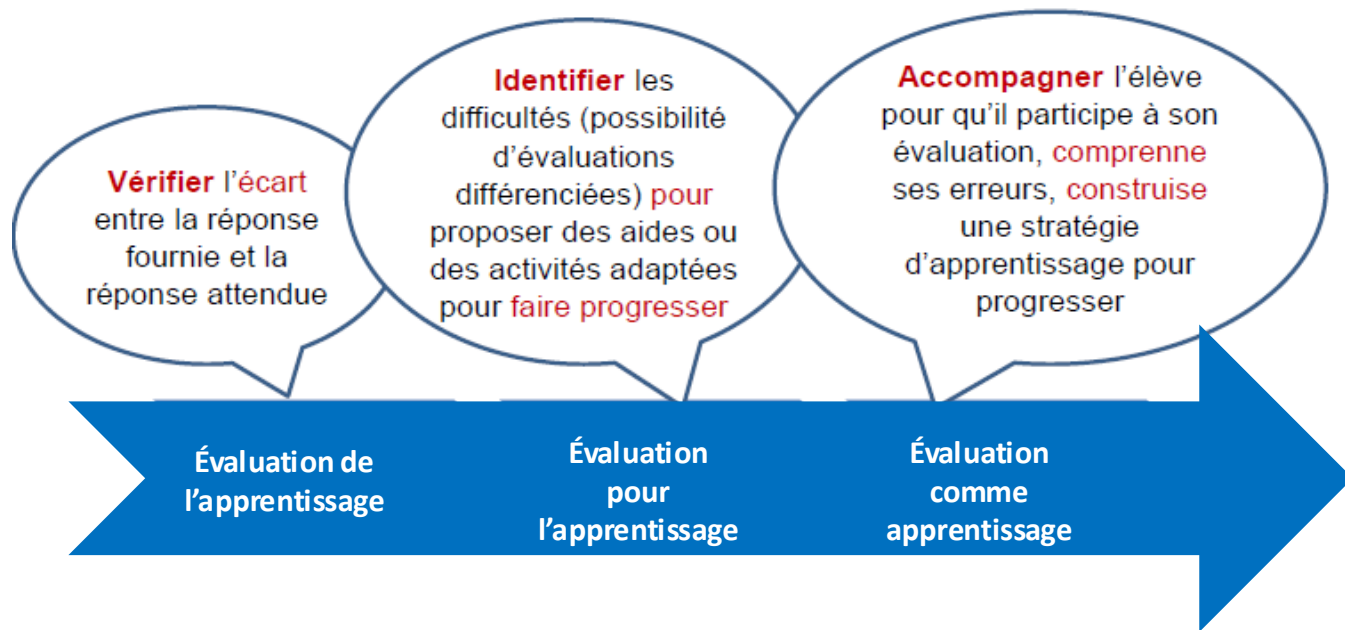 Vérifier l'écart
entre la réponse
fournie et la
réponse attendue
Identifier les
difficultés (possibilité
d'évaluations
différenciées) pour
proposer des aides ou
des activités adaptées
pour faire progresser
Accompagner l'élève
pour qu'il participe à son
évaluation, comprenne
ses erreurs, construise
une stratégie
d'apprentissage pour
progresser
Évaluation de
l'apprentissage
Évaluation
pour
l'apprentissage
Évaluation
comme
apprentissage